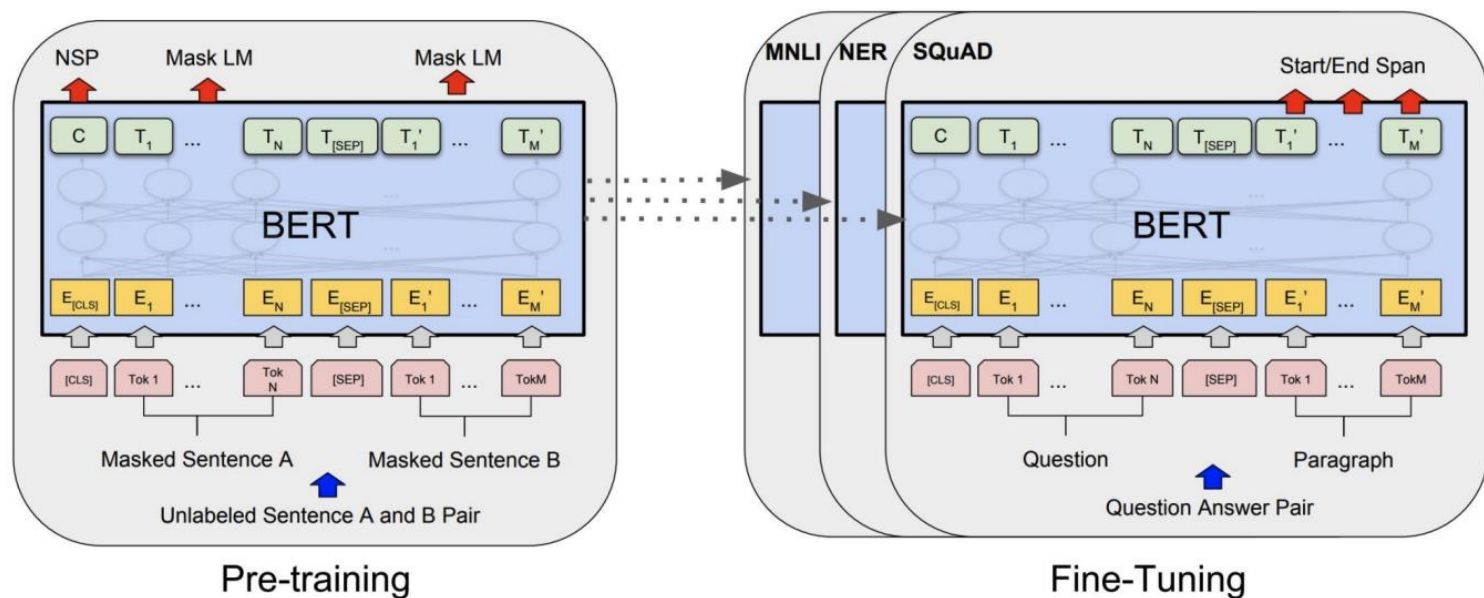 NSP Mask LM Mask LM
C T1 ... TN T[SEP] T1' ... TM'
BERT
E[CLS] E1 ... EN E[SEP] E1' ... EM'
[CLS] Tok 1 ... Tok N [SEP] Tok 1 ... TokM
Masked Sentence A Masked Sentence B
Unlabeled Sentence A and B Pair
Pre-training
MNLI NER SQuAD
Start/End Span
C T1 ... TN T[SEP] T1' ... TM'
BERT
E[CLS] E1 ... EN E[SEP] E1' ... EM'
[CLS] Tok 1 ... Tok N [SEP] Tok 1 ... TokM
Question Paragraph
Question Answer Pair
Fine-Tuning